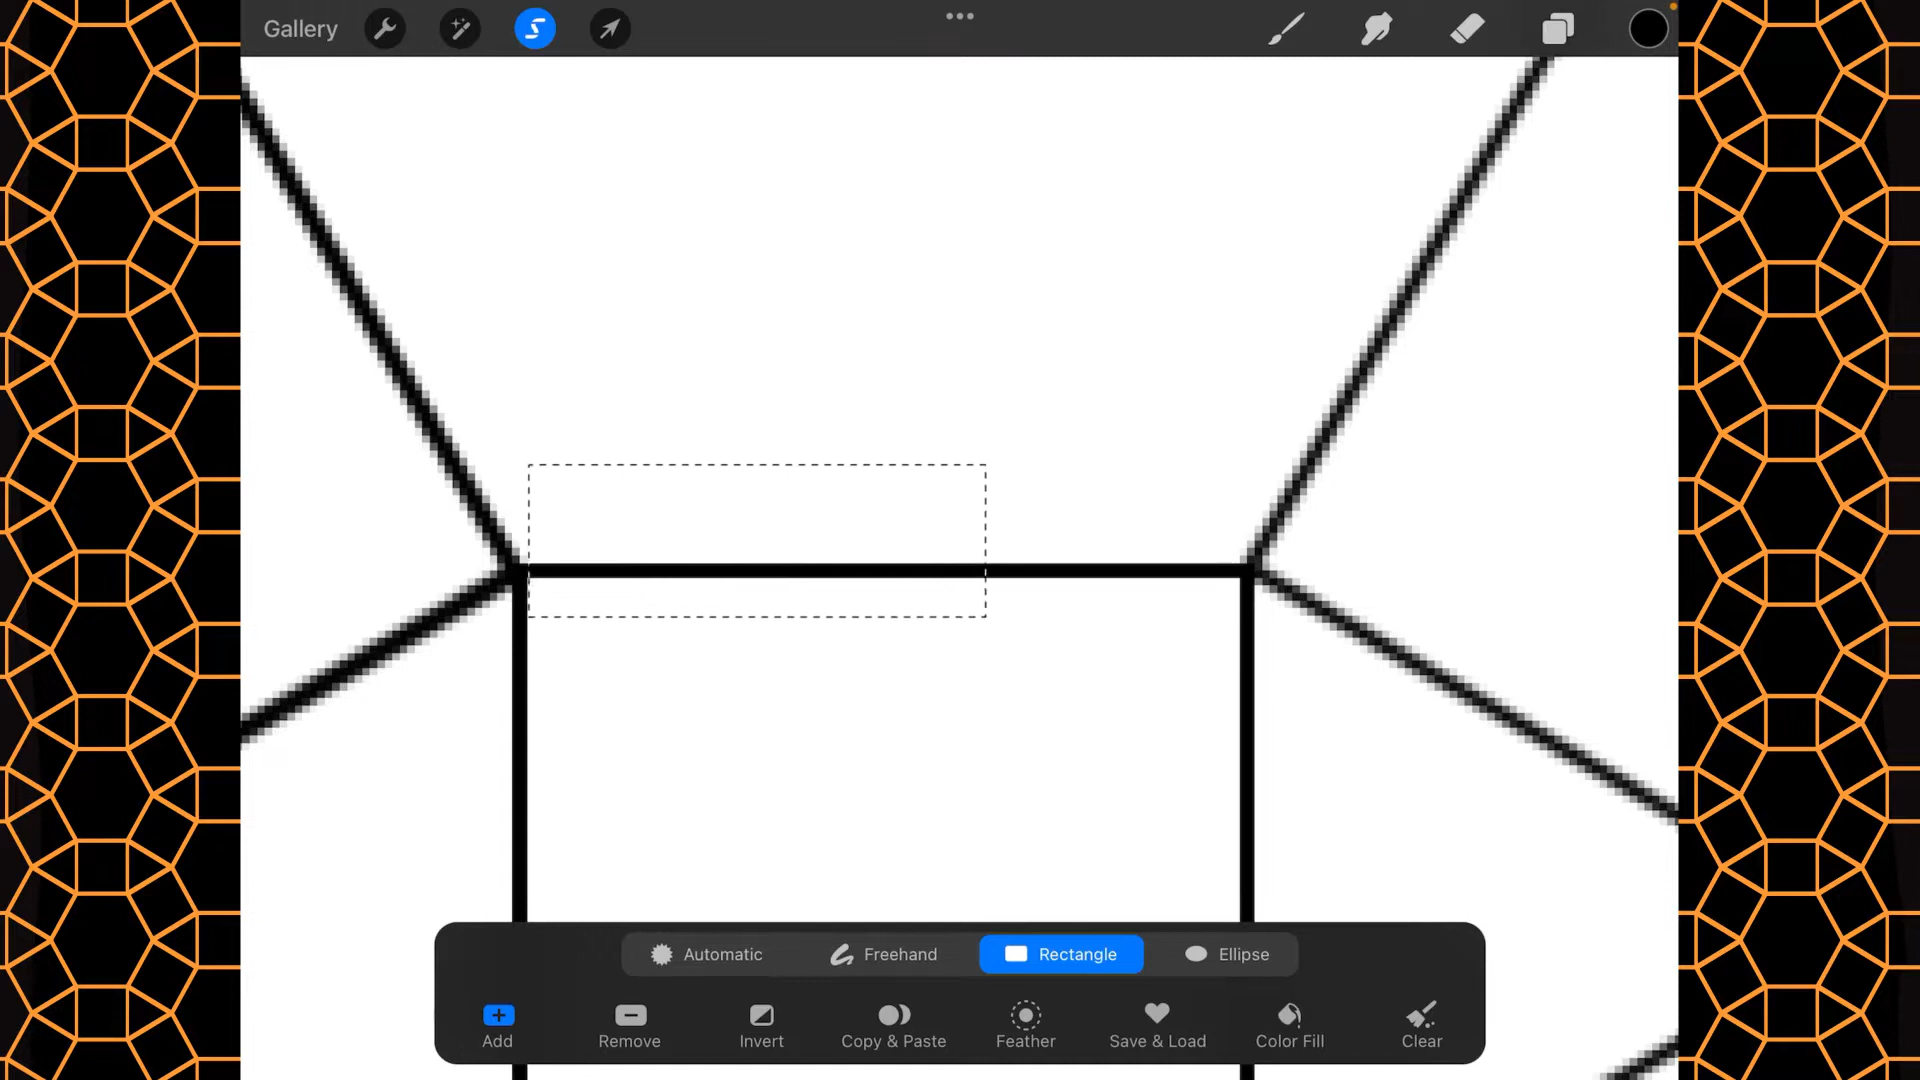 Gallery
Automatic Freehand Rectangle Ellipse
Add Remove Invert Copy & Paste Feather Save & Load Color Fill Clear